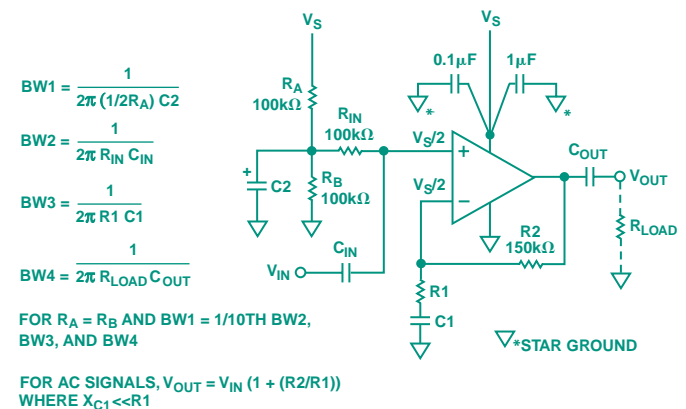 BW1 = 1 / 2π (1/2RA) C2
BW2 = 1 / 2π RIN CIN
BW3 = 1 / 2π R1 C1
BW4 = 1 / 2π RLOAD COUT
FOR RA = RB AND BW1 = 1/10TH BW2,
BW3, AND BW4
FOR AC SIGNALS, VOUT = VIN (1 + (R2/R1))
WHERE XC1<<R1
VS
RA
100kΩ
RIN
100kΩ
+
C2
RB
100kΩ
CIN
VIN
VS
0.1μF
1μF
*
*
VS/2
+
VS/2
−
COUT
VOUT
RLOAD
R2
150kΩ
R1
C1
*STAR GROUND